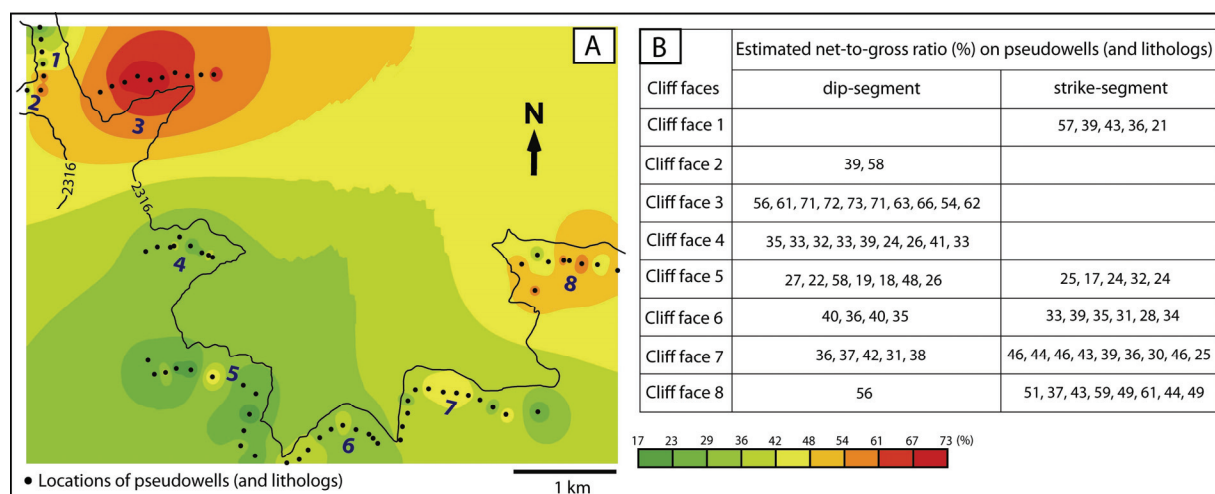 A
1
2
3
N
2316
2316
4
8
5
7
6
• Locations of pseudowells (and lithologs)
1 km
B
Estimated net-to-gross ratio (%) on pseudowells (and lithologs)
Cliff faces dip-segment strike-segment
Cliff face 1 57, 39, 43, 36, 21
Cliff face 2 39, 58
Cliff face 3 56, 61, 71, 72, 73, 71, 63, 66, 54, 62
Cliff face 4 35, 33, 32, 33, 39, 24, 26, 41, 33
Cliff face 5 27, 22, 58, 19, 18, 48, 26 25, 17, 24, 32, 24
Cliff face 6 40, 36, 40, 35 33, 39, 35, 31, 28, 34
Cliff face 7 36, 37, 42, 31, 38 46, 44, 46, 43, 39, 36, 30, 46, 25
Cliff face 8 56 51, 37, 43, 59, 49, 61, 44, 49
17 23 29 36 42 48 54 61 67 73 (%)